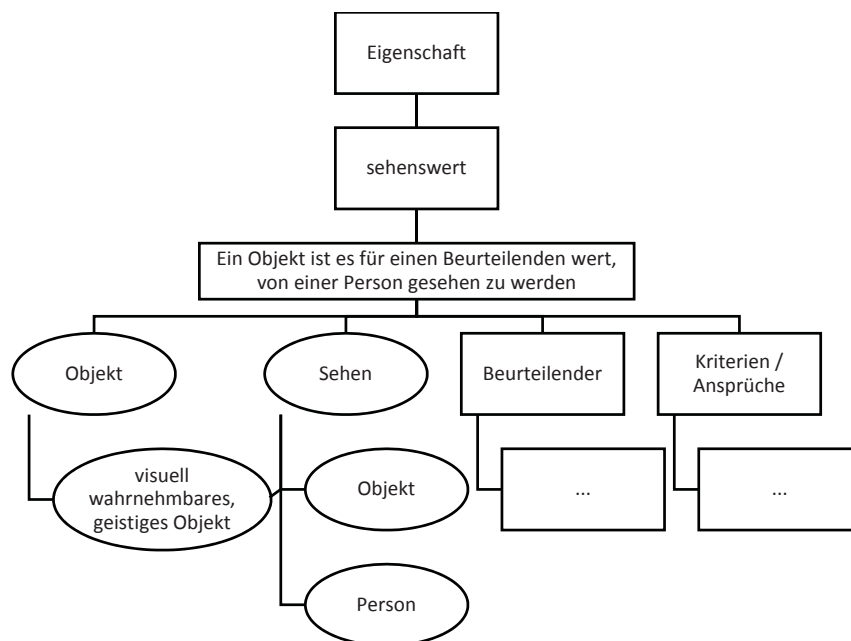 Eigenschaft
sehenswert
Ein Objekt ist es für einen Beurteilenden wert,
von einer Person gesehen zu werden
Objekt
Sehen
Beurteilender
Kriterien /
Ansprüche
visuell
wahrnehmbares,
geistiges Objekt
Objekt
...
...
Person